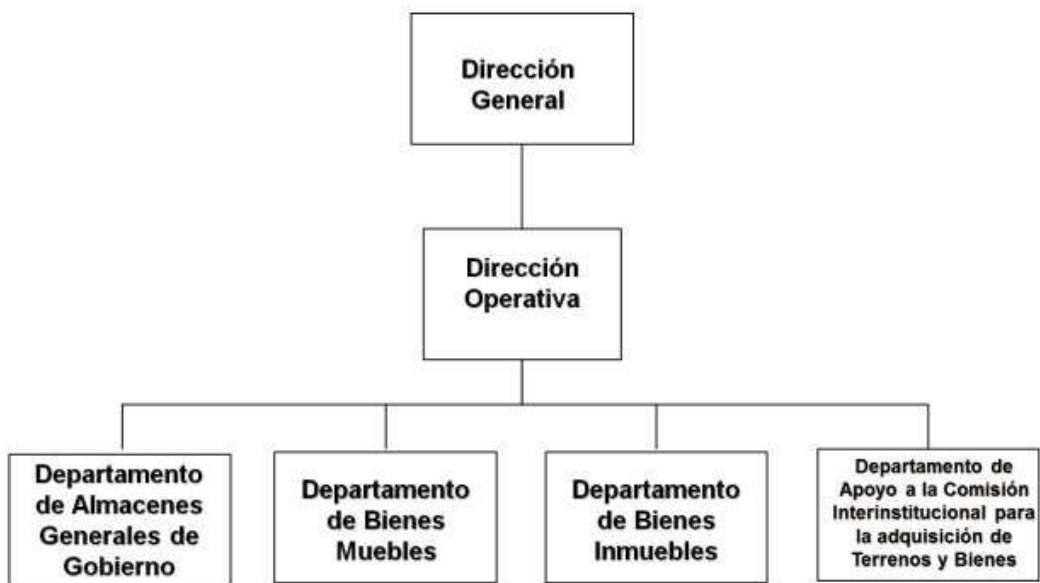 Dirección
General
Dirección
Operativa
Departamento
de Almacenes
Generales de
Gobierno
Departamento
de Bienes
Muebles
Departamento
de Bienes
Inmuebles
Departamento de
Apoyo a la Comisión
Interinstitucional para
la adquisición de
Terrenos y Bienes